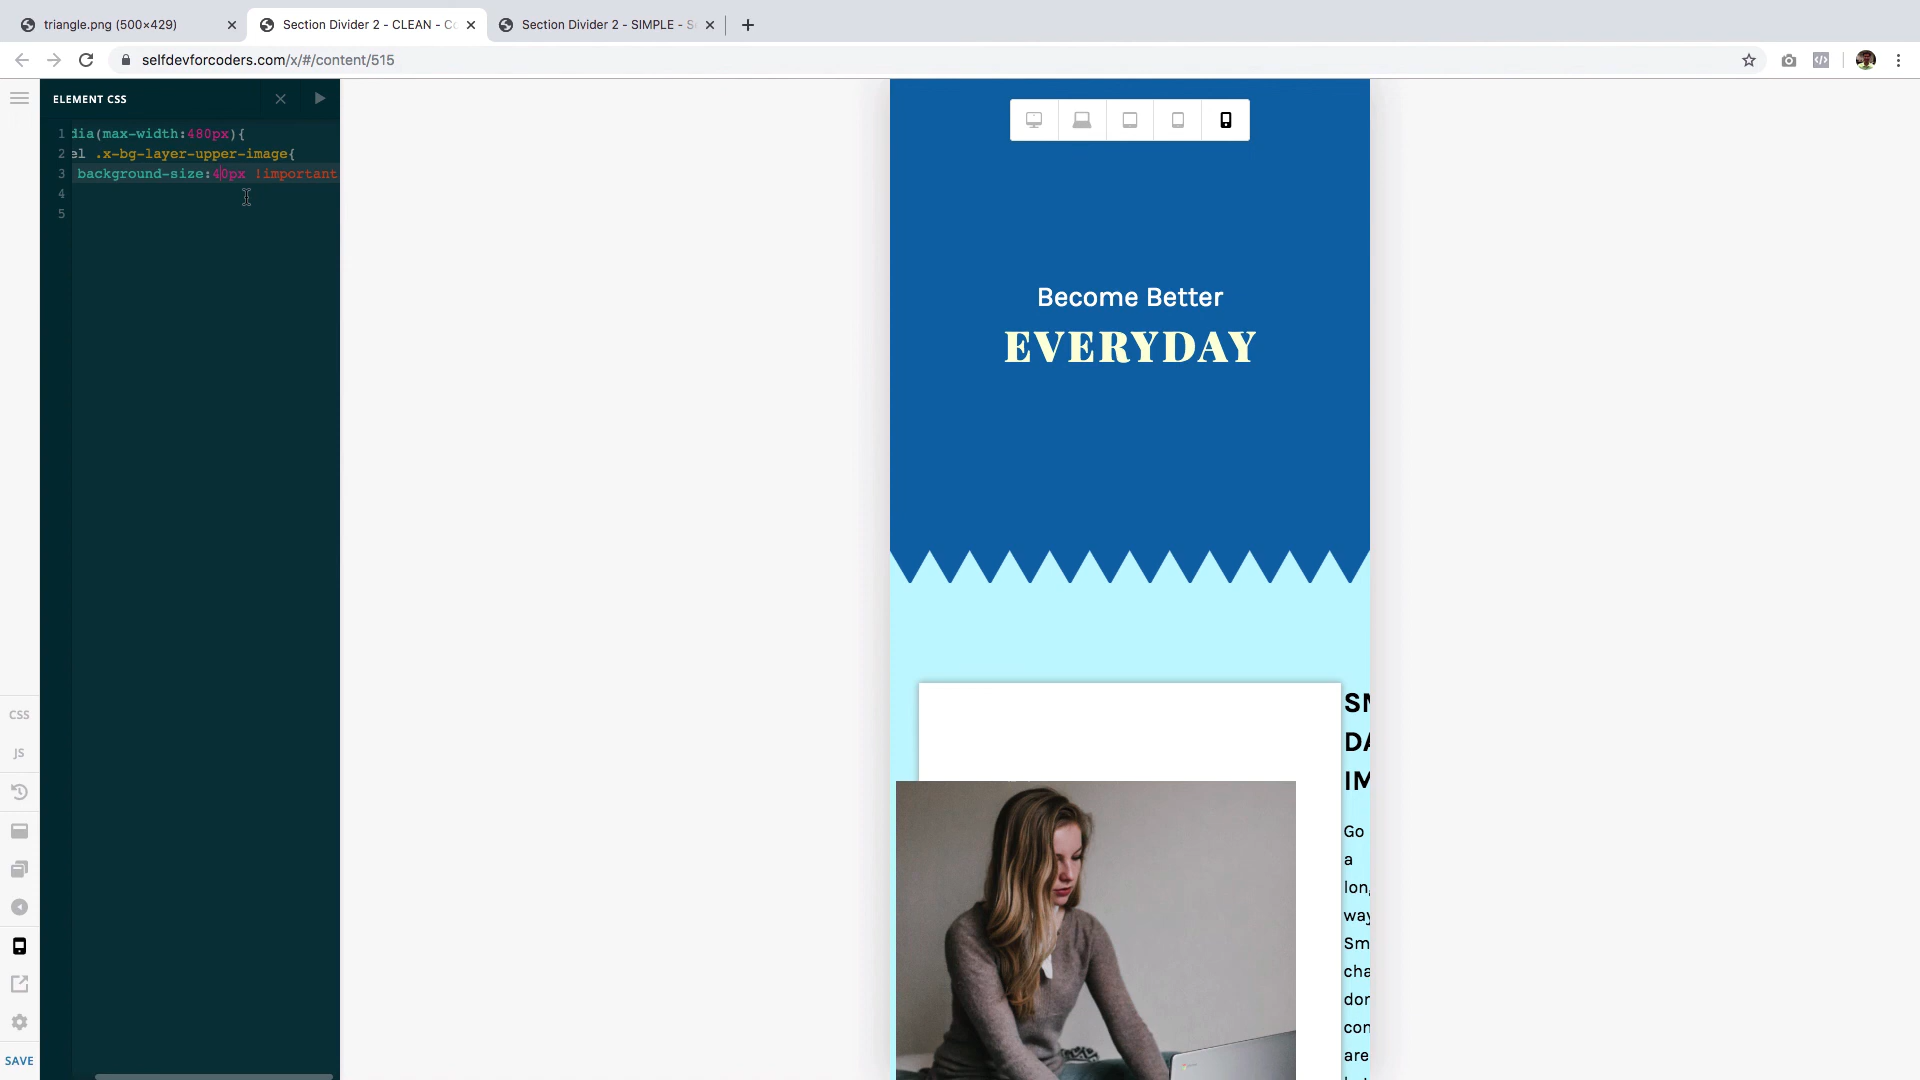 triangle.png (500×429)
Section Divider 2 - CLEAN - Co
Section Divider 2 - SIMPLE - S
selfdevforcoders.com/x/#/content/515
ELEMENT CSS
1 dia(max-width:480px){
2 el .x-bg-layer-upper-image{
3 background-size:40px !important
4
5
CSS
JS
SAVE
Become Better
EVERYDAY
SM
DA
IM
Go
a
lon,
way
Sm
cha
don
con
are